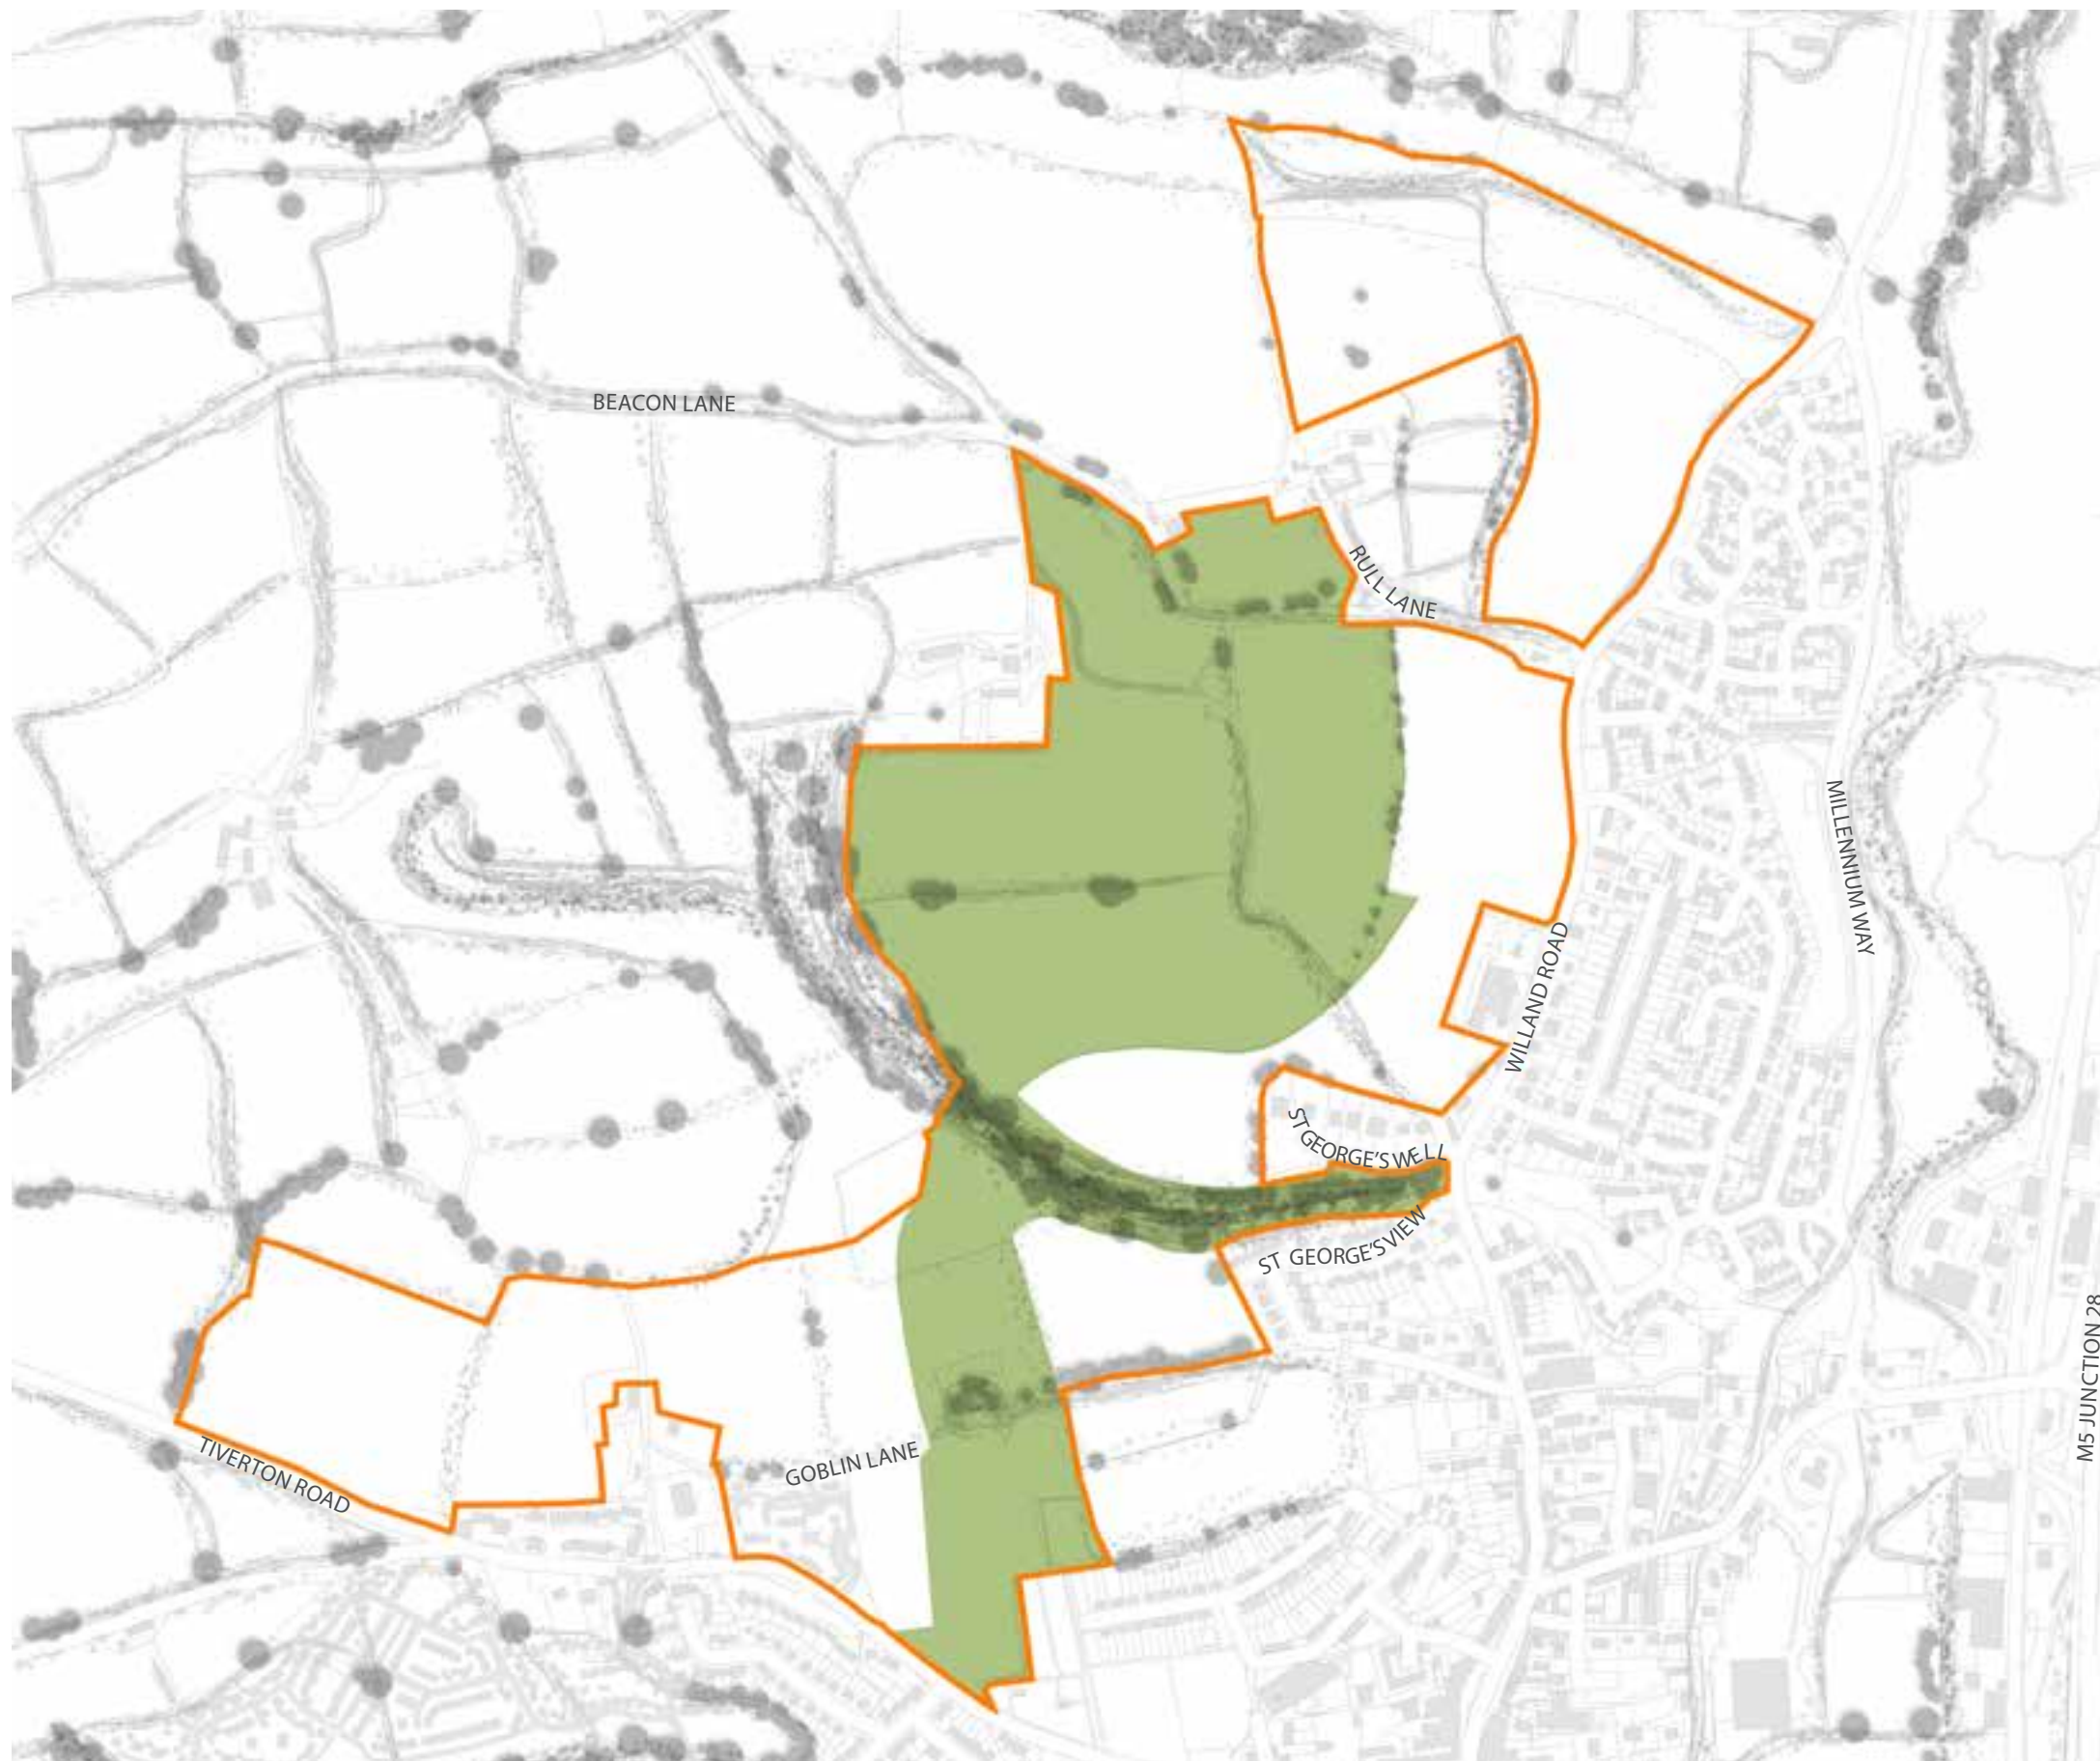 BEACON LANE
RULL LANE
MILLENNIUM WAY
WILLAND ROAD
ST GEORGE'S WELL
ST GEORGE'S VIEW
M5 JUNCTION 28
TIVERTON ROAD
GOBLIN LANE